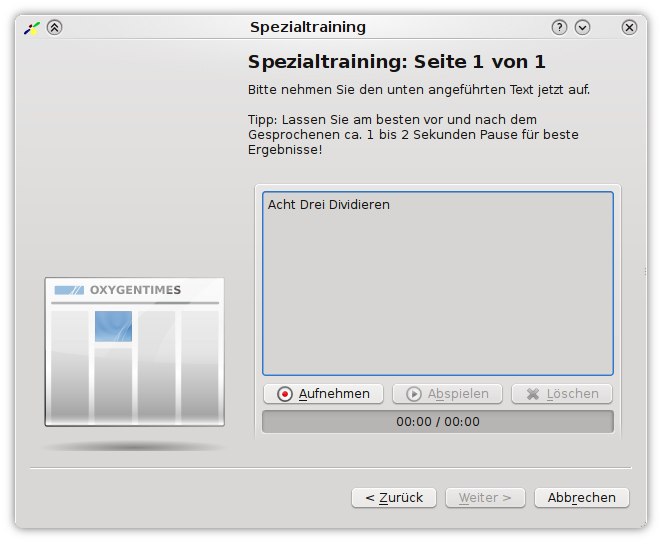 Spezialtraining
Spezialtraining: Seite 1 von 1
Bitte nehmen Sie den unten angeführten Text jetzt auf.
Tipp: Lassen Sie am besten vor und nach dem
Gesprochenen ca. 1 bis 2 Sekunden Pause für beste
Ergebnisse!
Acht Drei Dividieren
OXYGENTIMES
Aufnehmen Abspielen Löschen
00:00 / 00:00
< Zurück Weiter > Abbrechen